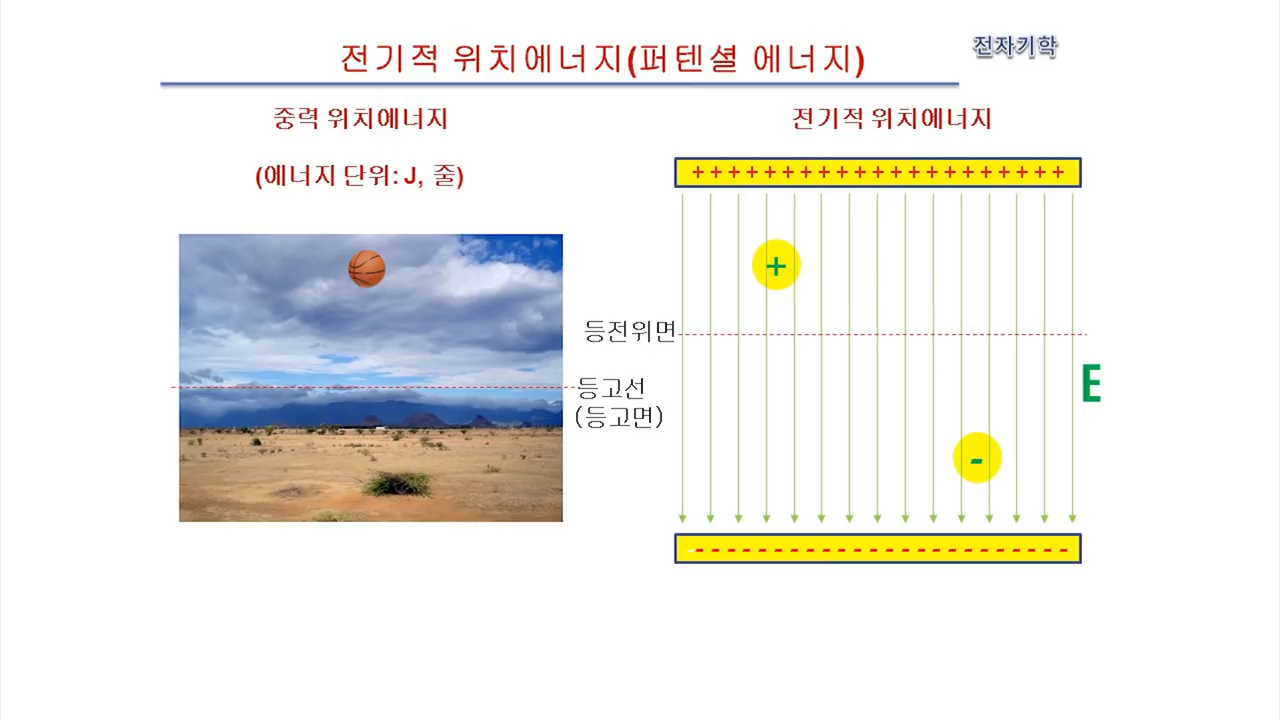 전기적 위치에너지(퍼텐셜 에너지)
전자기학
중력 위치에너지
(에너지 단위: J, 줄)
전기적 위치에너지
+ + + + + + + + + + + + + + + + + + + + +
+
등전위면
등고선
(등고면)
E
-
- - - - - - - - - - - - - - - - - - - - - - - -